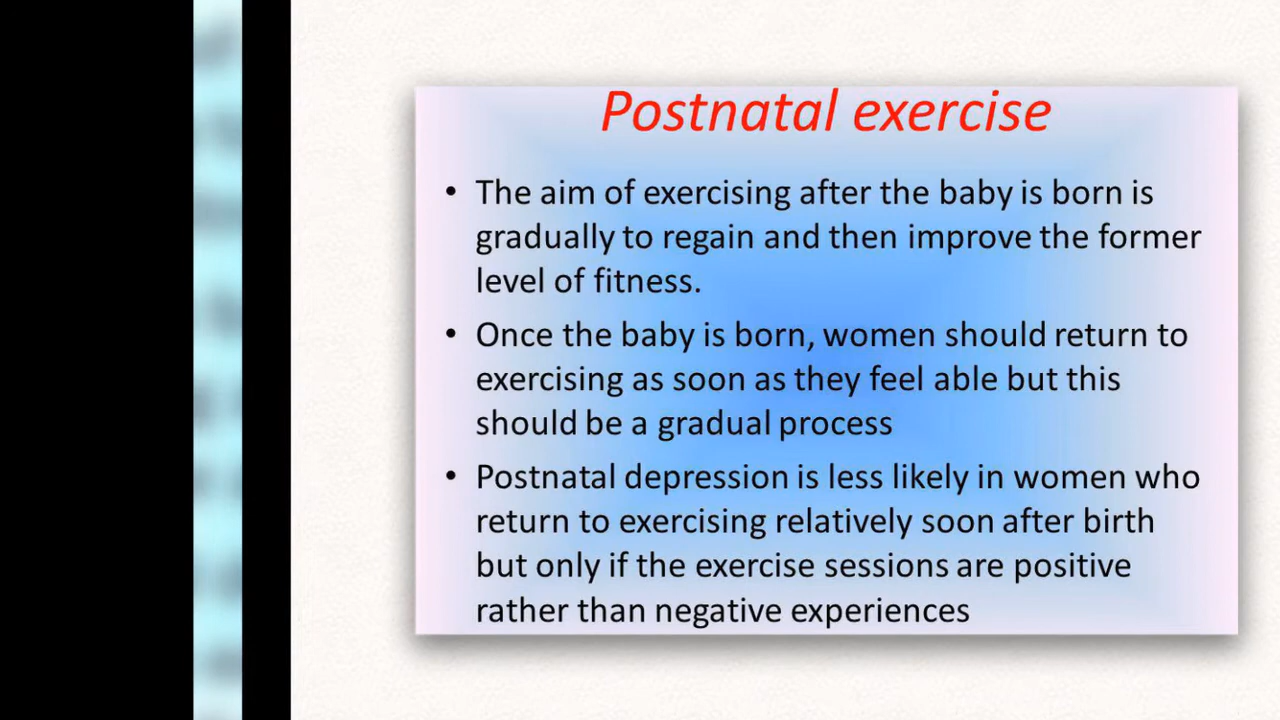 Postnatal exercise
• The aim of exercising after the baby is born is
gradually to regain and then improve the former
level of fitness.
• Once the baby is born, women should return to
exercising as soon as they feel able but this
should be a gradual process
• Postnatal depression is less likely in women who
return to exercising relatively soon after birth
but only if the exercise sessions are positive
rather than negative experiences